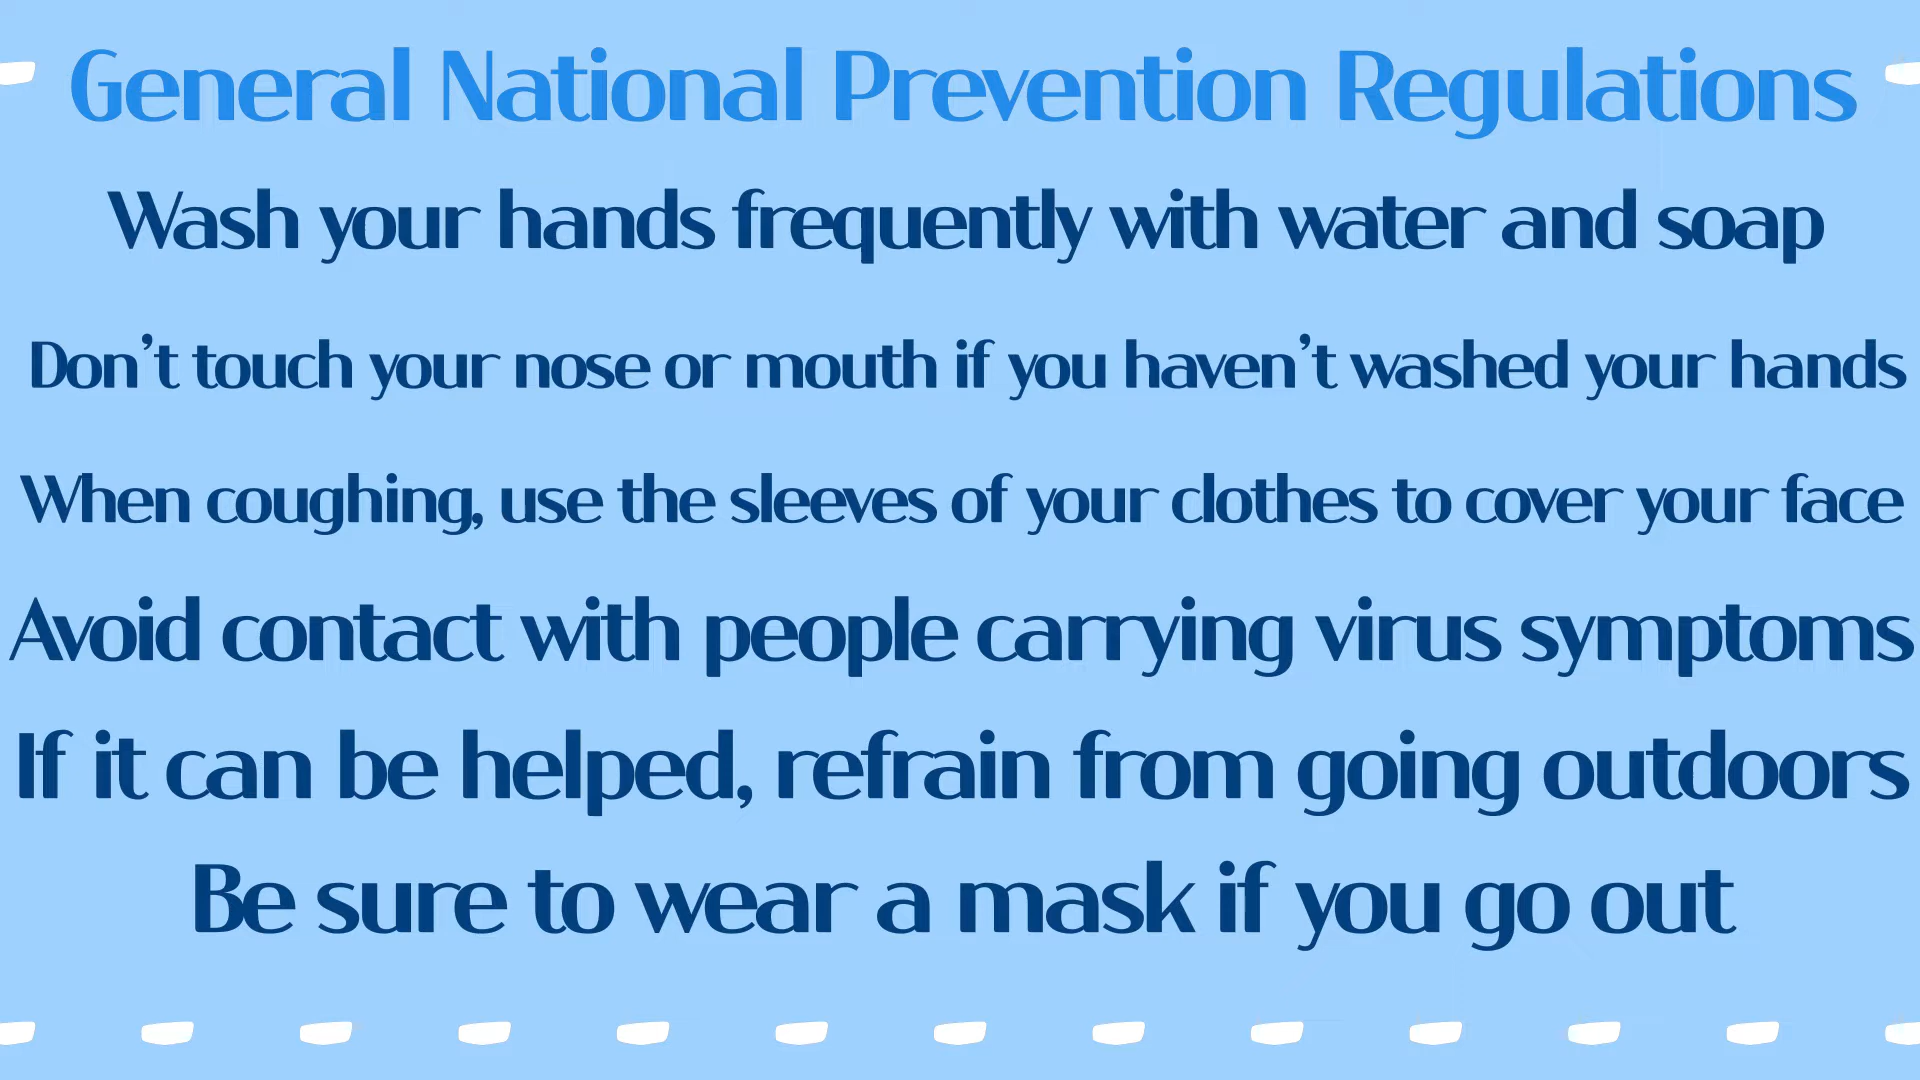 General National Prevention Regulations
Wash your hands frequently with water and soap
Don’t touch your nose or mouth if you haven’t washed your hands
When coughing, use the sleeves of your clothes to cover your face
Avoid contact with people carrying virus symptoms
If it can be helped, refrain from going outdoors
Be sure to wear a mask if you go out